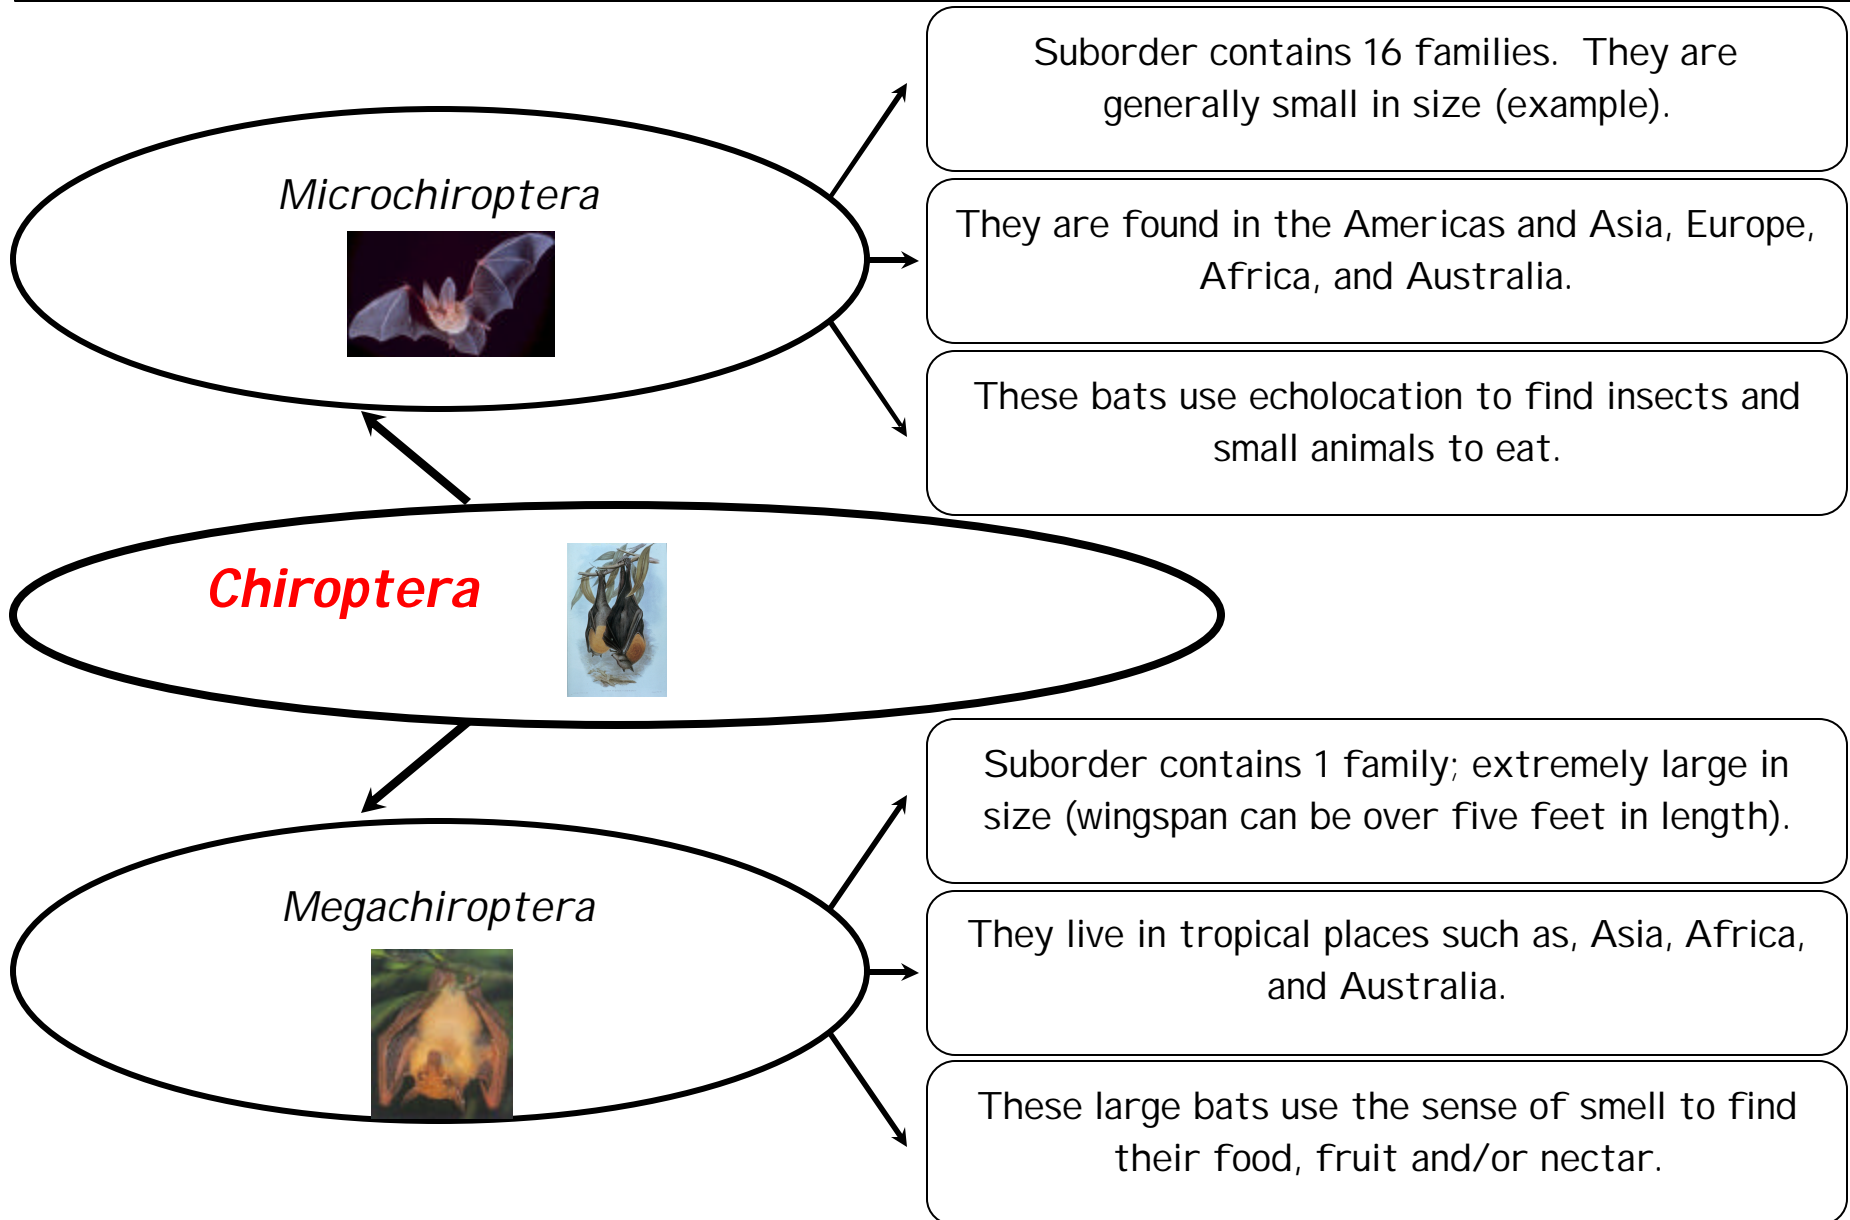 Suborder contains 16 families.  They are
generally small in size (example).
Microchiroptera
They are found in the Americas and Asia, Europe,
Africa, and Australia.
These bats use echolocation to find insects and
small animals to eat.
Chiroptera
Suborder contains 1 family; extremely large in
size (wingspan can be over five feet in length).
Megachiroptera
They live in tropical places such as, Asia, Africa,
and Australia.
These large bats use the sense of smell to find
their food, fruit and/or nectar.